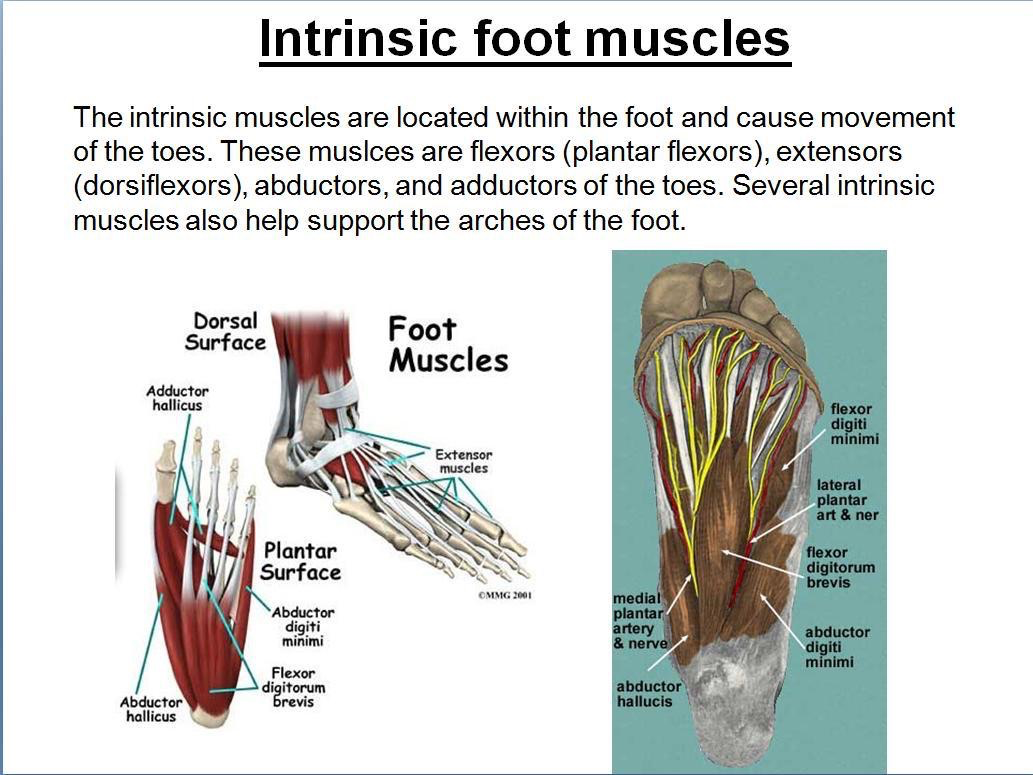 Intrinsic foot muscles
The intrinsic muscles are located within the foot and cause movement
of the toes. These muslces are flexors (plantar flexors), extensors
(dorsiflexors), abductors, and adductors of the toes. Several intrinsic
muscles also help support the arches of the foot.
Dorsal
Surface
Foot
Muscles
Adductor
hallicus
Extensor
muscles
Plantar
Surface
©MMG 2001
Abductor
digiti
minimi
Flexor
digitorum
brevis
Abductor
hallicus
flexor
digiti
minimi
lateral
plantar
art & ner
flexor
digitorum
brevis
medial
plantar
artery
& nerve
abductor
digiti
minimi
abductor
hallucis